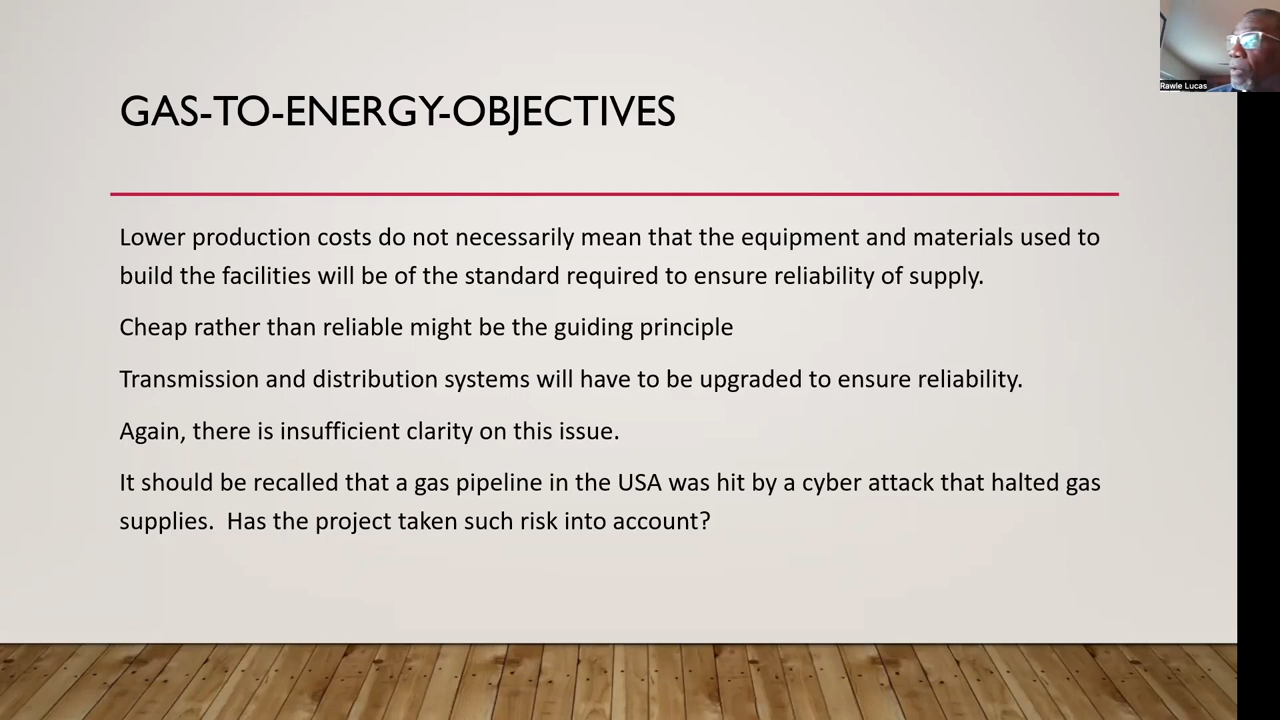 GAS-TO-ENERGY-OBJECTIVES
Rawle Lucas
Lower production costs do not necessarily mean that the equipment and materials used to
build the facilities will be of the standard required to ensure reliability of supply.
Cheap rather than reliable might be the guiding principle
Transmission and distribution systems will have to be upgraded to ensure reliability.
Again, there is insufficient clarity on this issue.
It should be recalled that a gas pipeline in the USA was hit by a cyber attack that halted gas
supplies.  Has the project taken such risk into account?